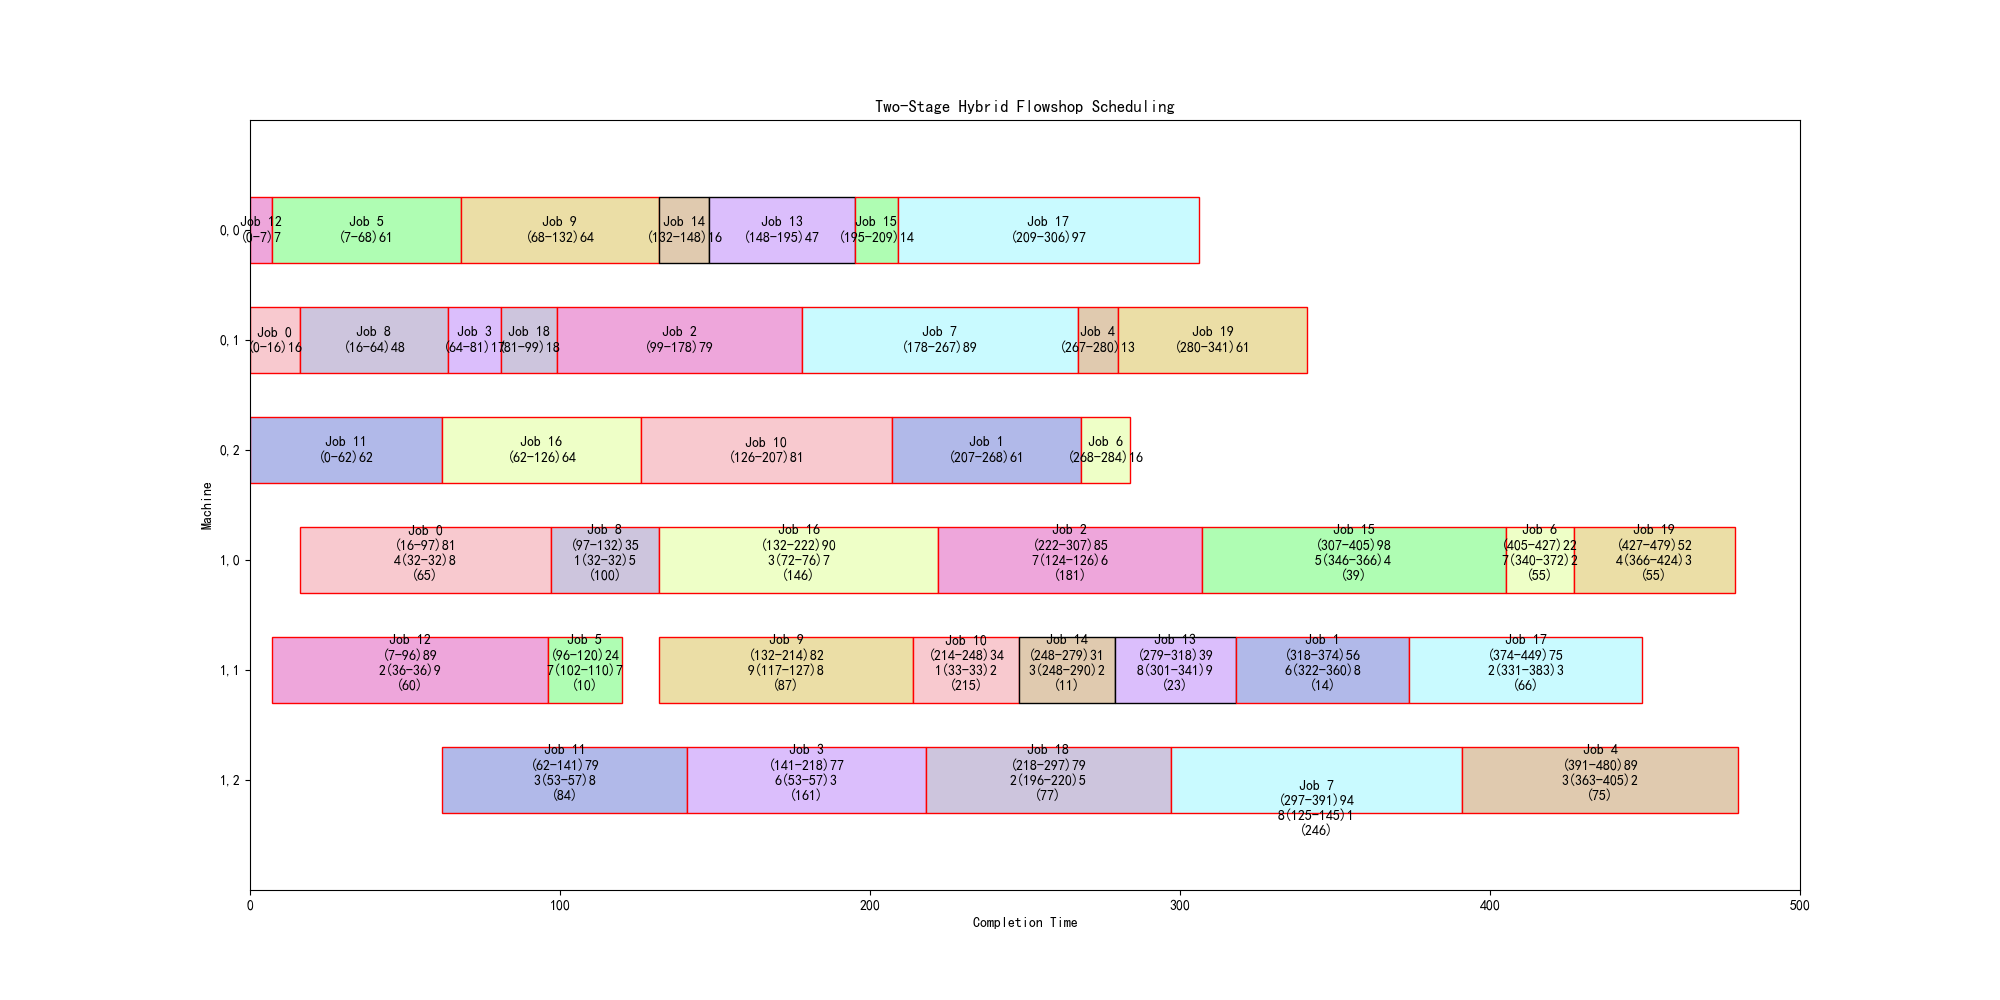 Two-Stage Hybrid Flowshop Scheduling
0,0
Job 12
(0-7)7
Job 5
(7-68)61
Job 9
(68-132)64
Job 14
(132-148)16
Job 13
(148-195)47
Job 15
(195-209)14
Job 17
(209-306)97
0,1
Job 0
(0-16)16
Job 8
(16-64)48
Job 3
(64-81)17
Job 18
(81-99)18
Job 2
(99-178)79
Job 7
(178-267)89
Job 4
(267-280)13
Job 19
(280-341)61
0,2
Job 11
(0-62)62
Job 16
(62-126)64
Job 10
(126-207)81
Job 1
(207-268)61
Job 6
(268-284)16
Machine
1,0
Job 0
(16-97)81
4(32-32)8
(65)
Job 8
(97-132)35
1(32-32)5
(100)
Job 16
(132-222)90
3(72-76)7
(146)
Job 2
(222-307)85
7(124-126)6
(181)
Job 15
(307-405)98
5(346-366)4
(39)
Job 6
(405-427)22
7(340-372)2
(55)
Job 19
(427-479)52
4(366-424)3
(55)
1,1
Job 12
(7-96)89
2(36-36)9
(60)
Job 5
(96-120)24
7(102-110)7
(10)
Job 9
(132-214)82
9(117-127)8
(87)
Job 10
(214-248)34
1(33-33)2
(215)
Job 14
(248-279)31
3(248-290)2
(11)
Job 13
(279-318)39
8(301-341)9
(23)
Job 1
(318-374)56
6(322-360)8
(14)
Job 17
(374-449)75
2(331-383)3
(66)
1,2
Job 11
(62-141)79
3(53-57)8
(84)
Job 3
(141-218)77
6(53-57)3
(161)
Job 18
(218-297)79
2(196-220)5
(77)
Job 7
(297-391)94
8(125-145)1
(246)
Job 4
(391-480)89
3(363-405)2
(75)
0
100
200
300
400
500
Completion Time